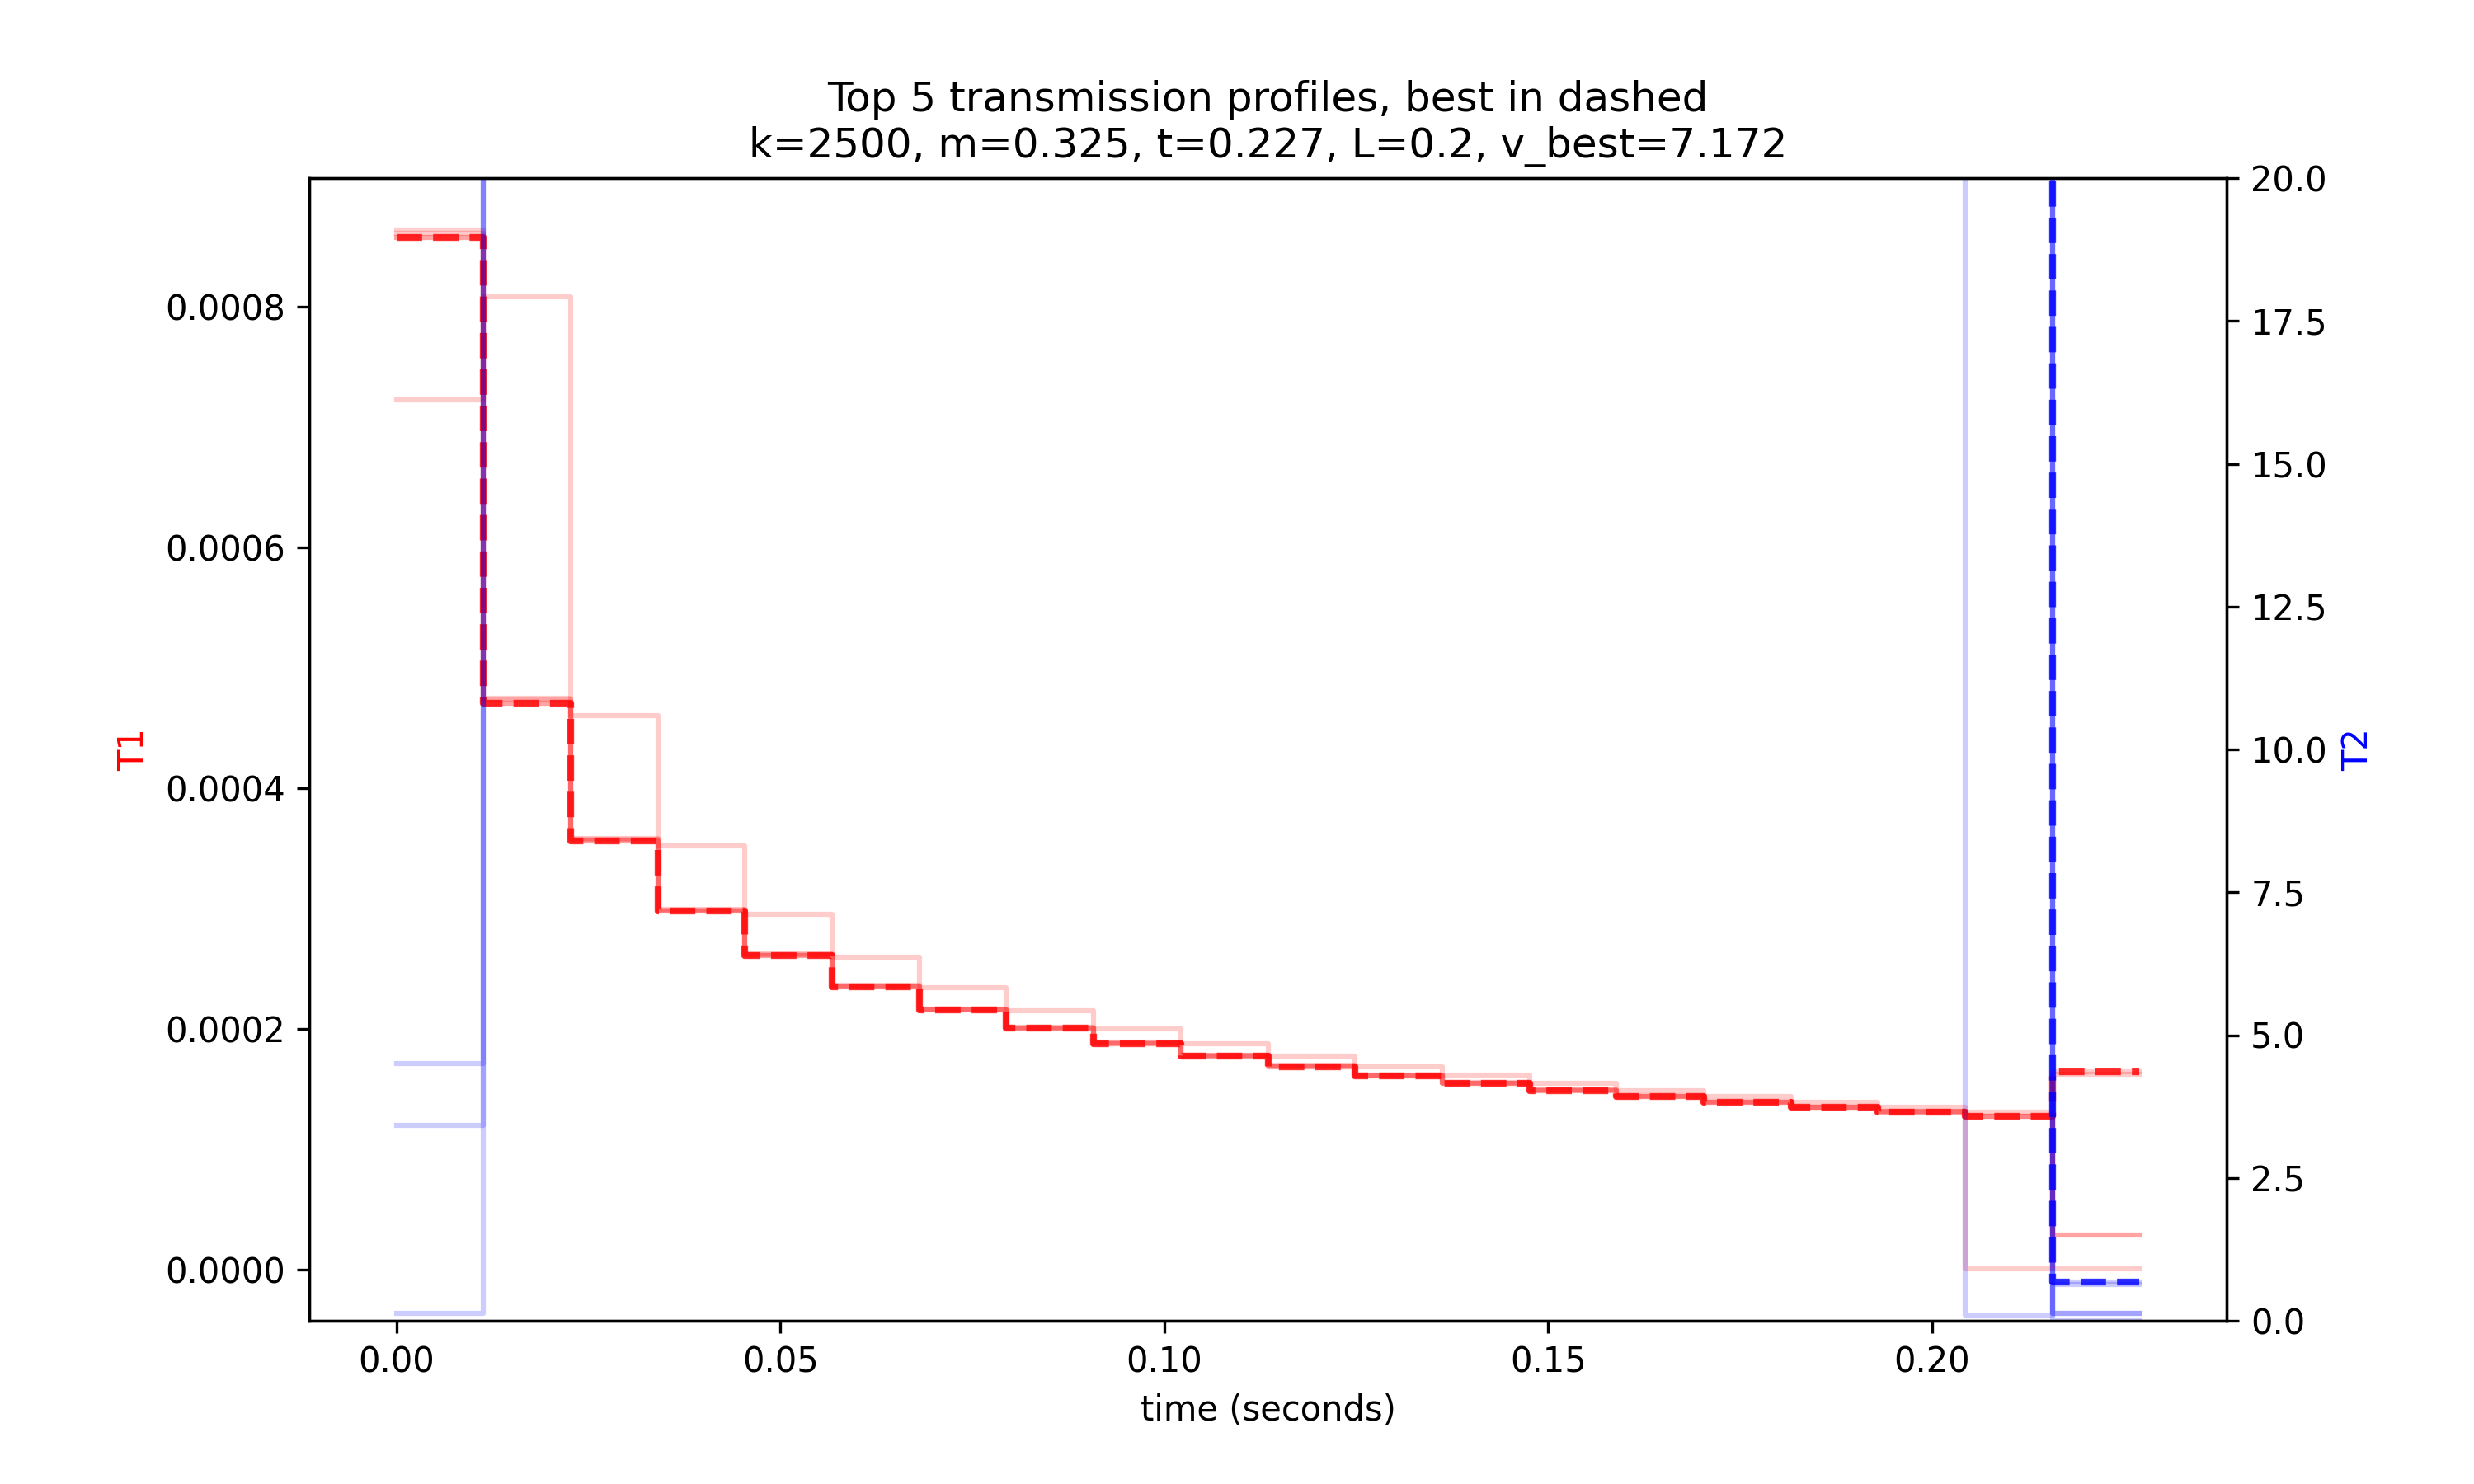 Top 5 transmission profiles, best in dashed
k=2500, m=0.325, t=0.227, L=0.2, v_best=7.172
T1
0.0008
0.0006
0.0004
0.0002
0.0000
20.0
17.5
15.0
12.5
10.0
7.5
5.0
2.5
0.0
T2
0.00 0.05 0.10 0.15 0.20
time (seconds)